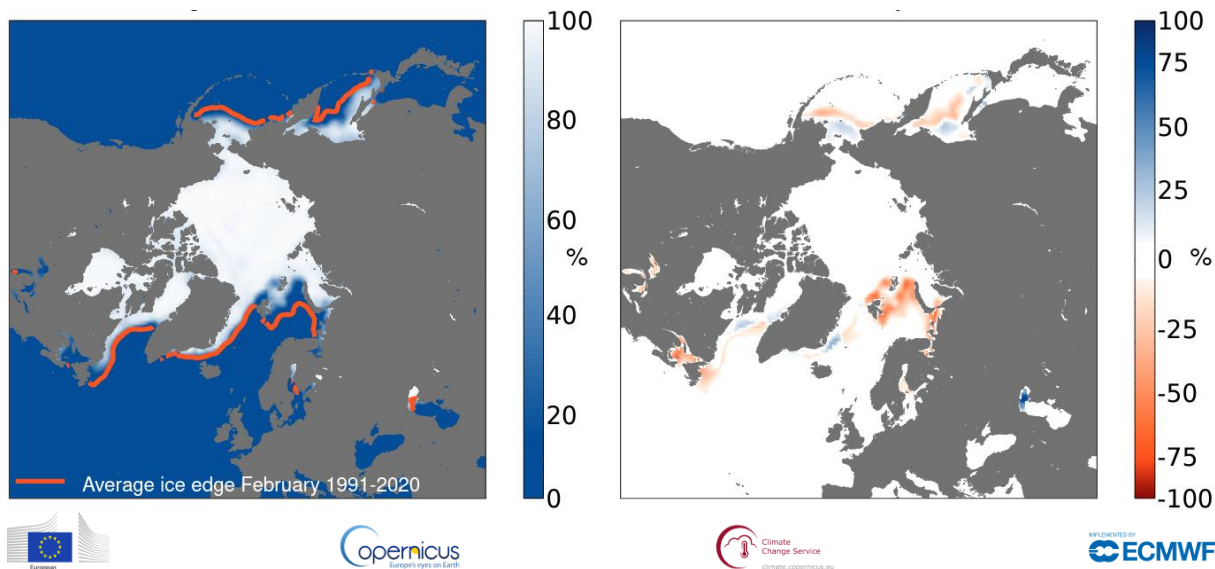 100
80
60
%
40
20
0
Average ice edge February 1991-2020
100
75
50
25
0 %
-25
-50
-75
-100
European
opernicus
Europe's eyes on Earth
Climate
Change Service
climate.copernicus.eu
IMPLEMENTED BY
ECMWF